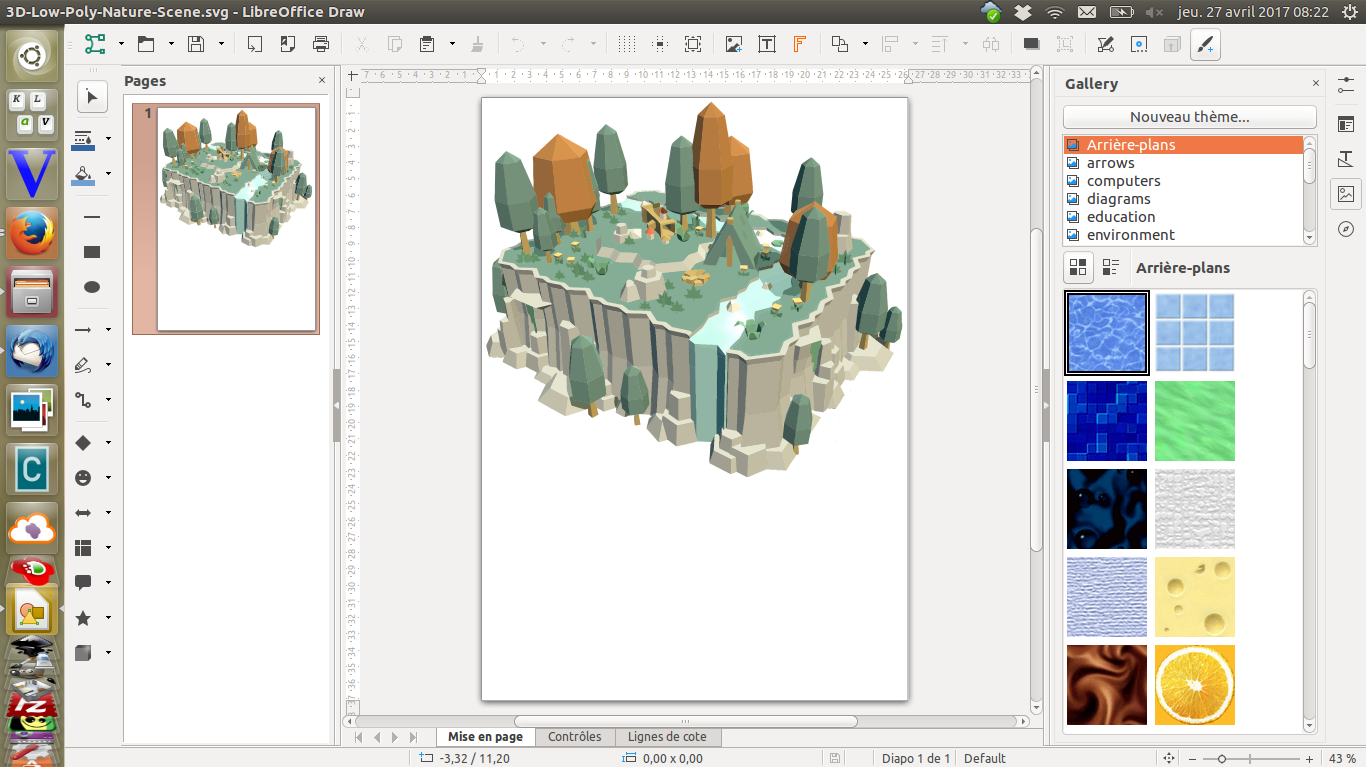 3D-Low-Poly-Nature-Scene.svg - LibreOffice Draw
jeu. 27 avril 2017 08:22
Pages
Gallery
Nouveau thème...
Arrière-plans
arrows
computers
diagrams
education
environment
Arrière-plans
1
K L
a v
V
C
Mise en page
Contrôles
Lignes de cote
-3,32 / 11,20
0,00 x 0,00
Diapo 1 de 1
Default
43 %